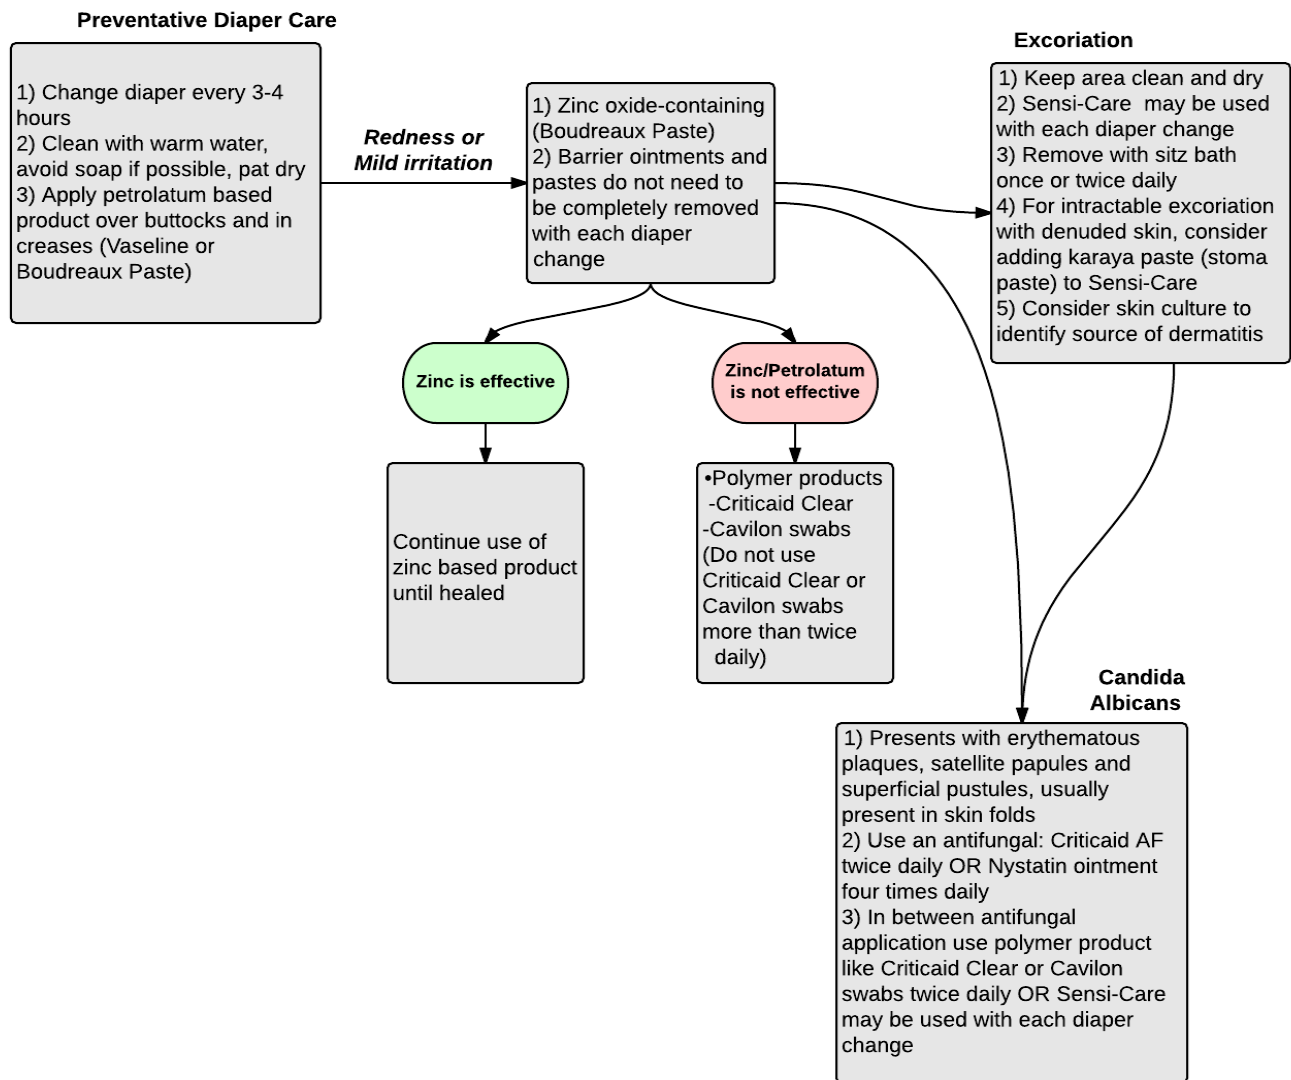 Preventative Diaper Care
1) Change diaper every 3-4
hours
2) Clean with warm water,
avoid soap if possible, pat dry
3) Apply petrolatum based
product over buttocks and in
creases (Vaseline or
Boudreaux Paste)
Redness or
Mild irritation
1) Zinc oxide-containing
(Boudreaux Paste)
2) Barrier ointments and
pastes do not need to
be completely removed
with each diaper
change
Excoriation
1) Keep area clean and dry
2) Sensi-Care  may be used
with each diaper change
3) Remove with sitz bath
once or twice daily
4) For intractable excoriation
with denuded skin, consider
adding karaya paste (stoma
paste) to Sensi-Care
5) Consider skin culture to
identify source of dermatitis
Zinc is effective
Zinc/Petrolatum
is not effective
Continue use of
zinc based product
until healed
•Polymer products
-Criticaid Clear
-Cavilon swabs
(Do not use
Criticaid Clear or
Cavilon swabs
more than twice
daily)
Candida
Albicans
1) Presents with erythematous
plaques, satellite papules and
superficial pustules, usually
present in skin folds
2) Use an antifungal: Criticaid AF
twice daily OR Nystatin ointment
four times daily
3) In between antifungal
application use polymer product
like Criticaid Clear or Cavilon
swabs twice daily OR Sensi-Care
may be used with each diaper
change